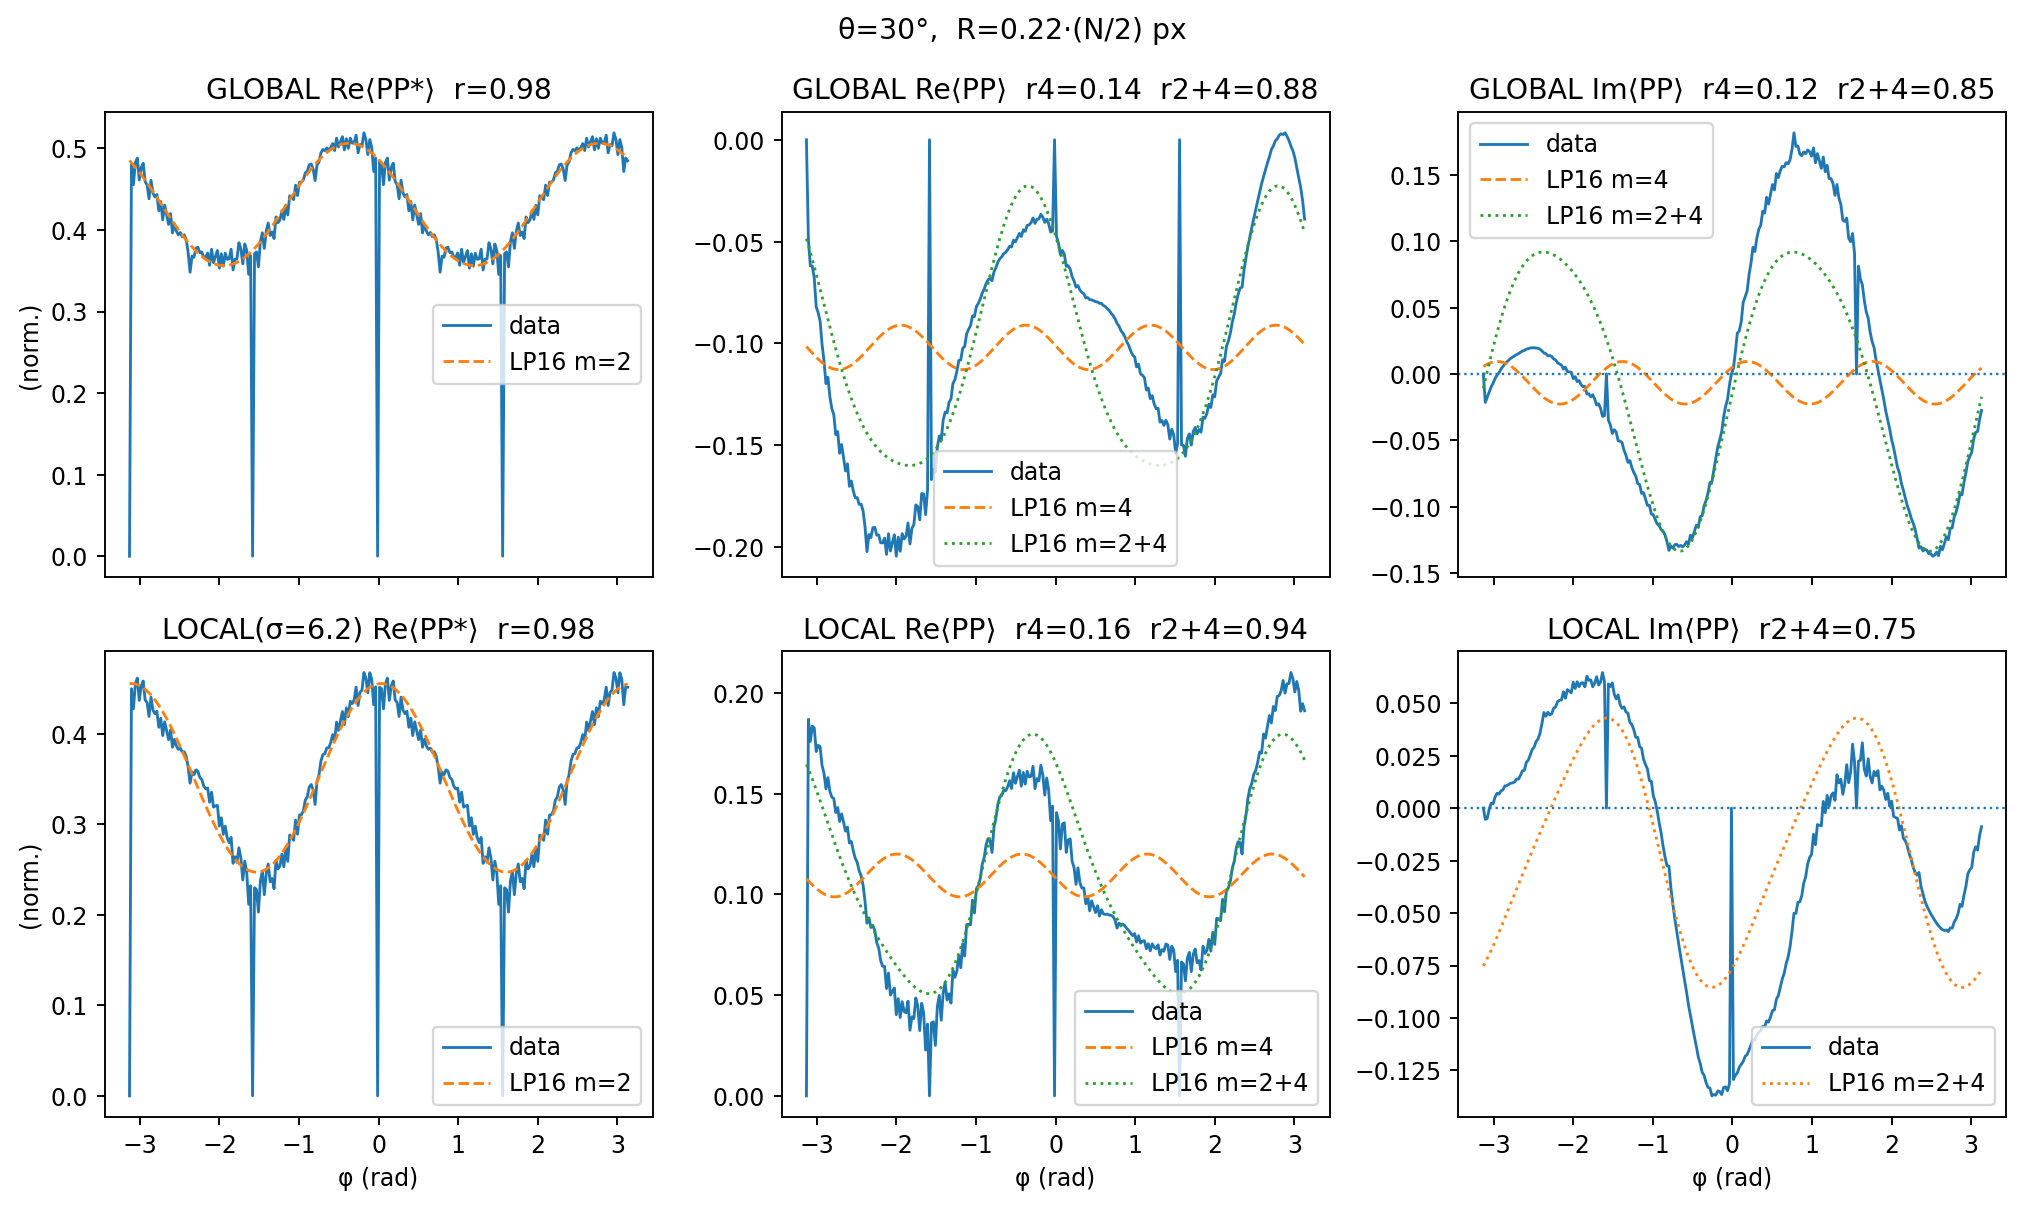 θ=30°,  R=0.22·(N/2) px
GLOBAL Re⟨PP*⟩  r=0.98
(norm.)
0.5
0.4
0.3
0.2
0.1
0.0
data
LP16 m=2
GLOBAL Re⟨PP⟩  r4=0.14  r2+4=0.88
0.00
−0.05
−0.10
−0.15
−0.20
data
LP16 m=4
LP16 m=2+4
GLOBAL Im⟨PP⟩  r4=0.12  r2+4=0.85
0.15
0.10
0.05
0.00
−0.05
−0.10
−0.15
data
LP16 m=4
LP16 m=2+4
LOCAL(σ=6.2) Re⟨PP*⟩  r=0.98
(norm.)
0.4
0.3
0.2
0.1
0.0
data
LP16 m=2
−3 −2 −1 0 1 2 3
φ (rad)
LOCAL Re⟨PP⟩  r4=0.16  r2+4=0.94
0.20
0.15
0.10
0.05
0.00
data
LP16 m=4
LP16 m=2+4
−3 −2 −1 0 1 2 3
φ (rad)
LOCAL Im⟨PP⟩  r2+4=0.75
0.050
0.025
0.000
−0.025
−0.050
−0.075
−0.100
−0.125
data
LP16 m=2+4
−3 −2 −1 0 1 2 3
φ (rad)